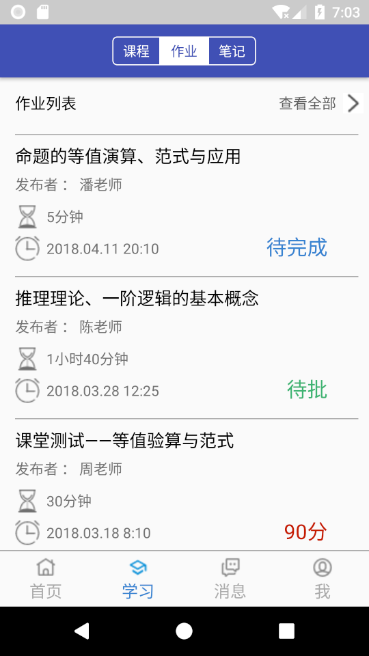 7:03
课程 作业 笔记
作业列表 查看全部
命题的等值演算、范式与应用
发布者： 潘老师
5分钟
2018.04.11 20:10 待完成
推理理论、一阶逻辑的基本概念
发布者： 陈老师
1小时40分钟
2018.03.28 12:25 待批
课堂测试——等值验算与范式
发布者： 周老师
30分钟
2018.03.18 8:10 90分
首页 学习 消息 我